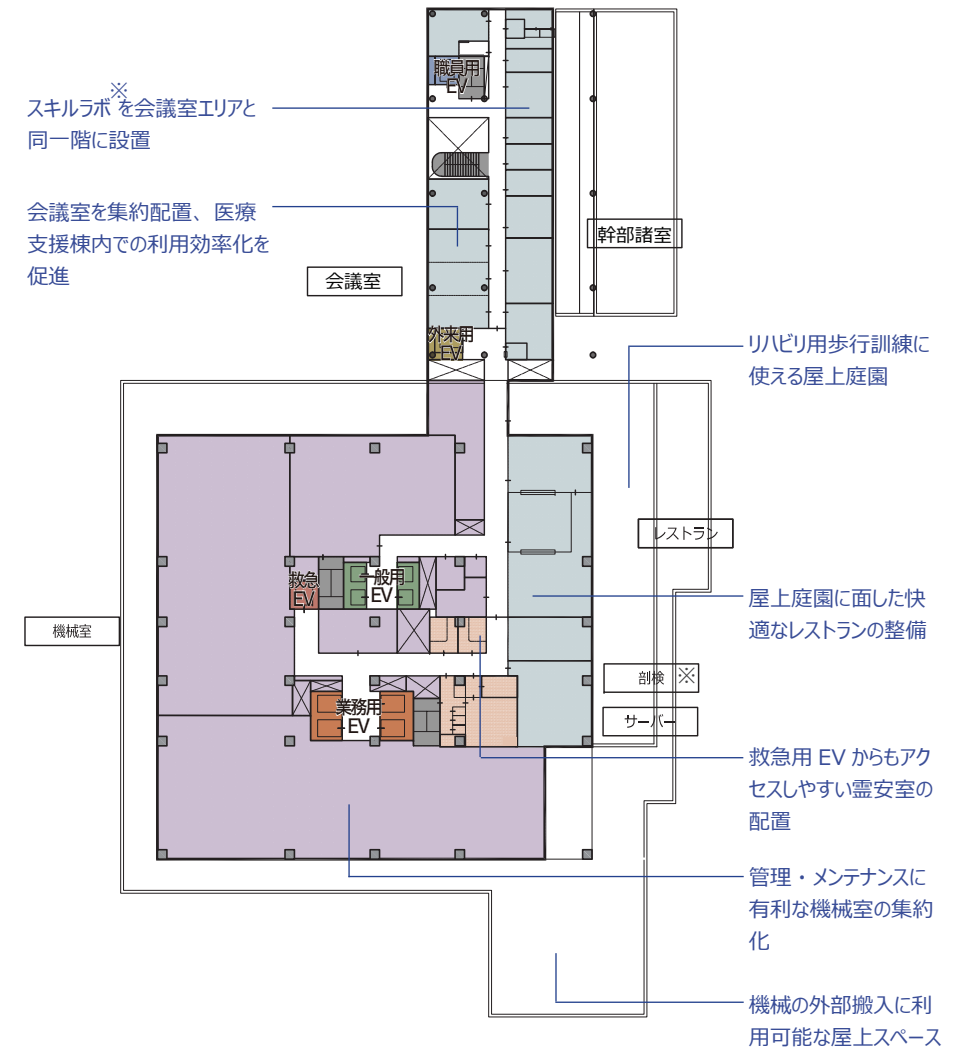 職員用
EV
※
スキルラボ を会議室エリアと
同一階に設置
会議室を集約配置、医療
支援棟内での利用効率化を
促進
幹部諸室
会議室
外来用
EV
リハビリ用歩行訓練に
使える屋上庭園
レストラン
救急
EV
一般用
EV
屋上庭園に面した快
適なレストランの整備
機械室
剖検 ※
サーバー
業務用
EV
救急用 EV からもアク
セスしやすい霊安室の
配置
管理・メンテナンスに
有利な機械室の集約
化
機械の外部搬入に利
用可能な屋上スペース